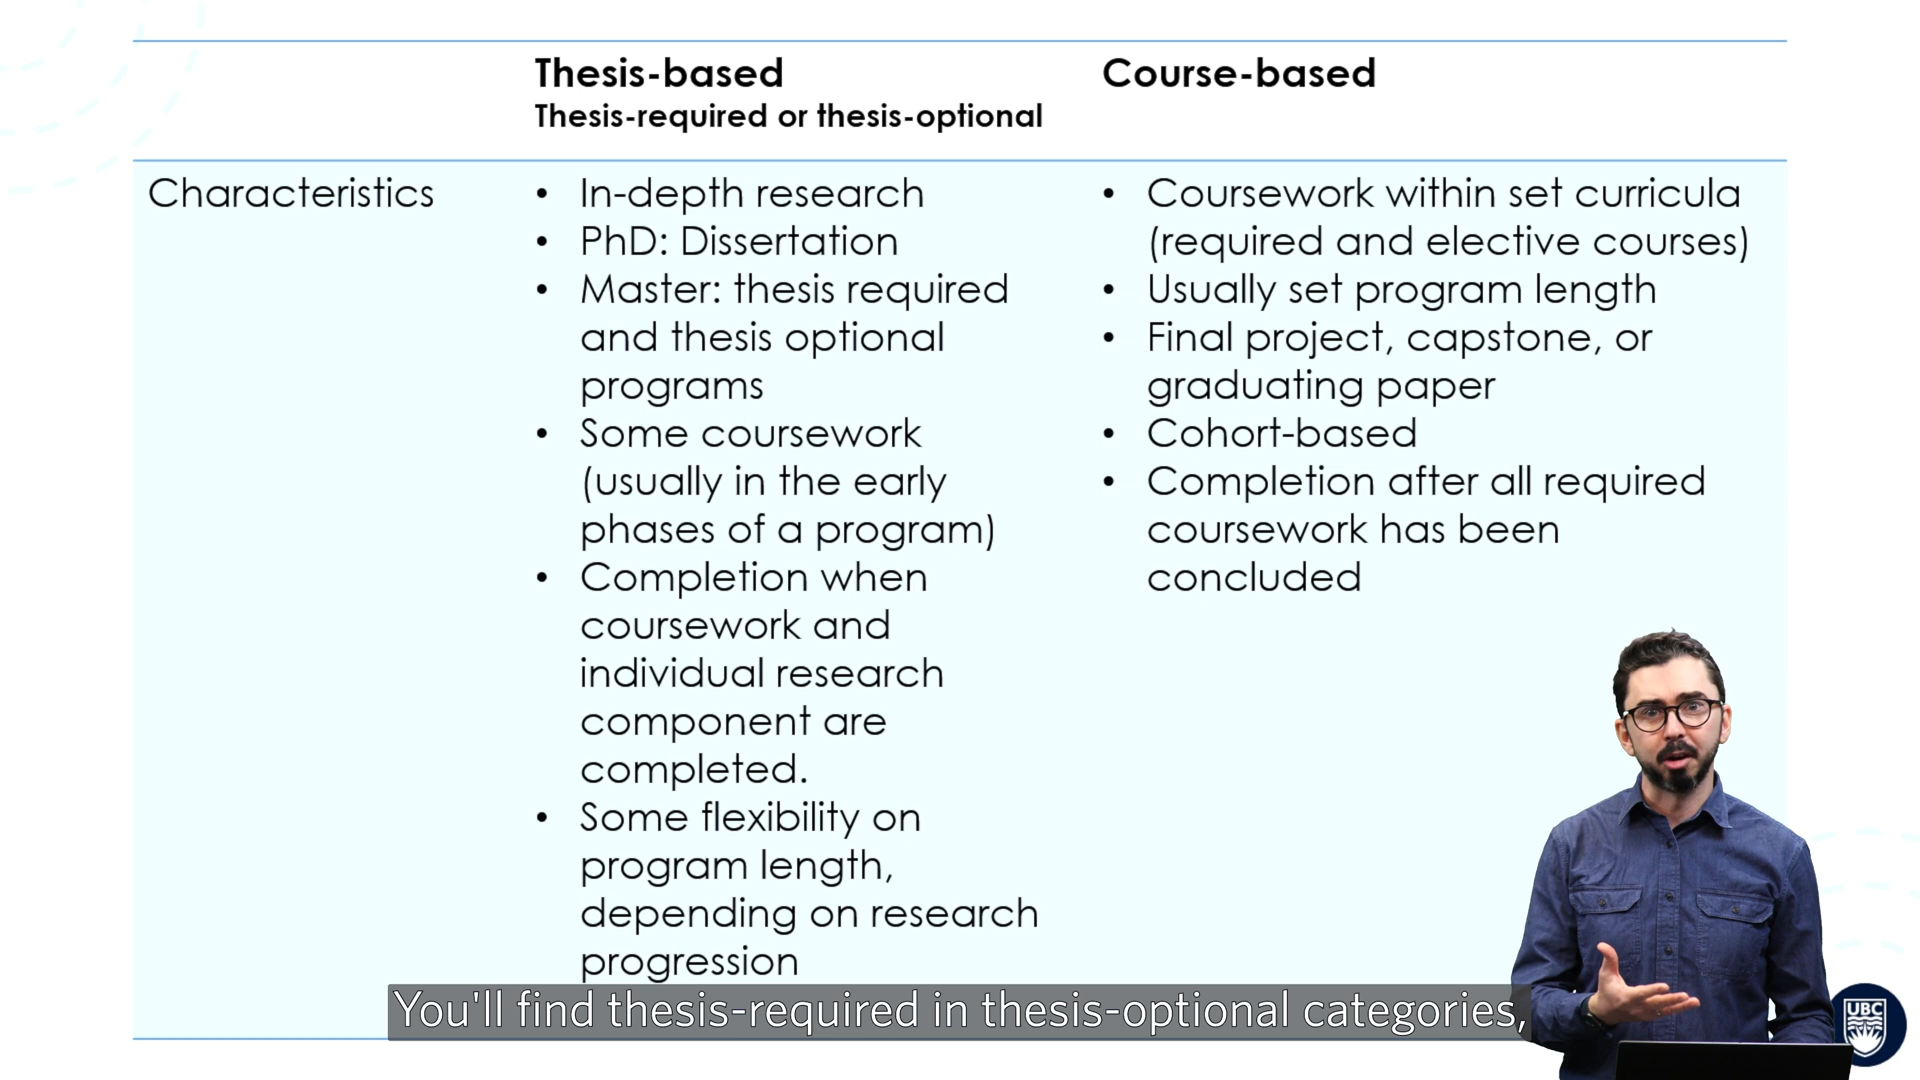 Thesis-based
Thesis-required or thesis-optional
Course-based
Characteristics
• In-depth research
• PhD: Dissertation
• Master: thesis required
and thesis optional
programs
• Some coursework
(usually in the early
phases of a program)
• Completion when
coursework and
individual research
component are
completed.
• Some flexibility on
program length,
depending on research
progression
• Coursework within set curricula
(required and elective courses)
• Usually set program length
• Final project, capstone, or
graduating paper
• Cohort-based
• Completion after all required
coursework has been
concluded
You'll find thesis-required in thesis-optional categories,
UBC